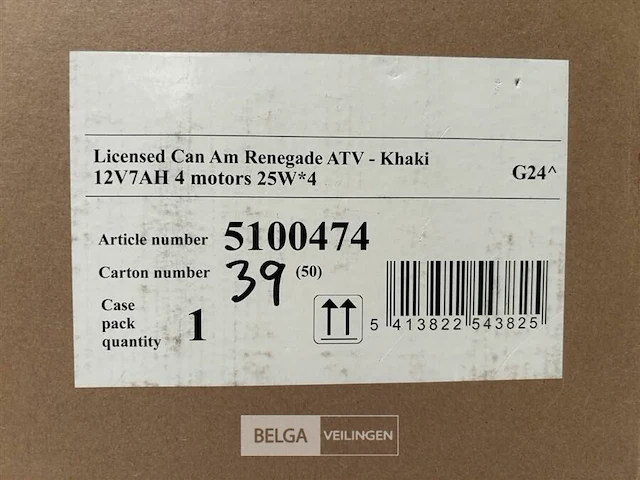 Licensed Can Am Renegade ATV - Khaki
12V7AH 4 motors 25W*4
G24^
Article number 5100474
Carton number 39 (50)
Case pack quantity 1
5 413822 543825
BELGA VEILINGEN